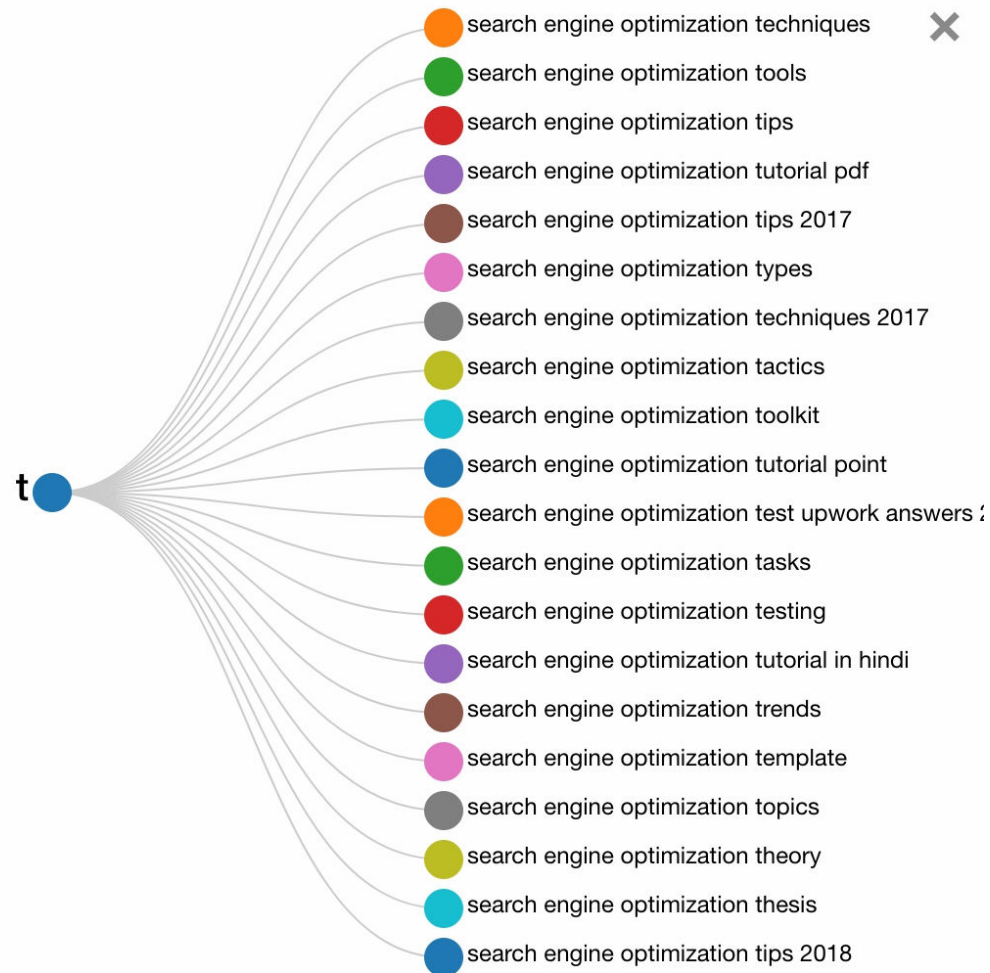 search engine optimization techniques
search engine optimization tools
search engine optimization tips
search engine optimization tutorial pdf
search engine optimization tips 2017
search engine optimization types
search engine optimization techniques 2017
search engine optimization tactics
search engine optimization toolkit
search engine optimization tutorial point
t
search engine optimization test upwork answers
search engine optimization tasks
search engine optimization testing
search engine optimization tutorial in hindi
search engine optimization trends
search engine optimization template
search engine optimization topics
search engine optimization theory
search engine optimization thesis
search engine optimization tips 2018